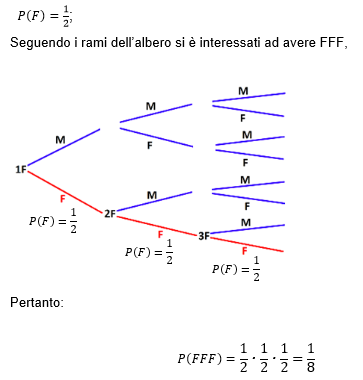 P(F) = 1/2;
Seguendo i rami dell'albero si è interessati ad avere FFF,
M
M
F
M
F
M
F
1F
M
F
P(F) = 1/2
2F
M
F
P(F) = 1/2
M
F
3F
M
F
P(F) = 1/2
Pertanto:
P(FFF) = 1/2 · 1/2 · 1/2 = 1/8